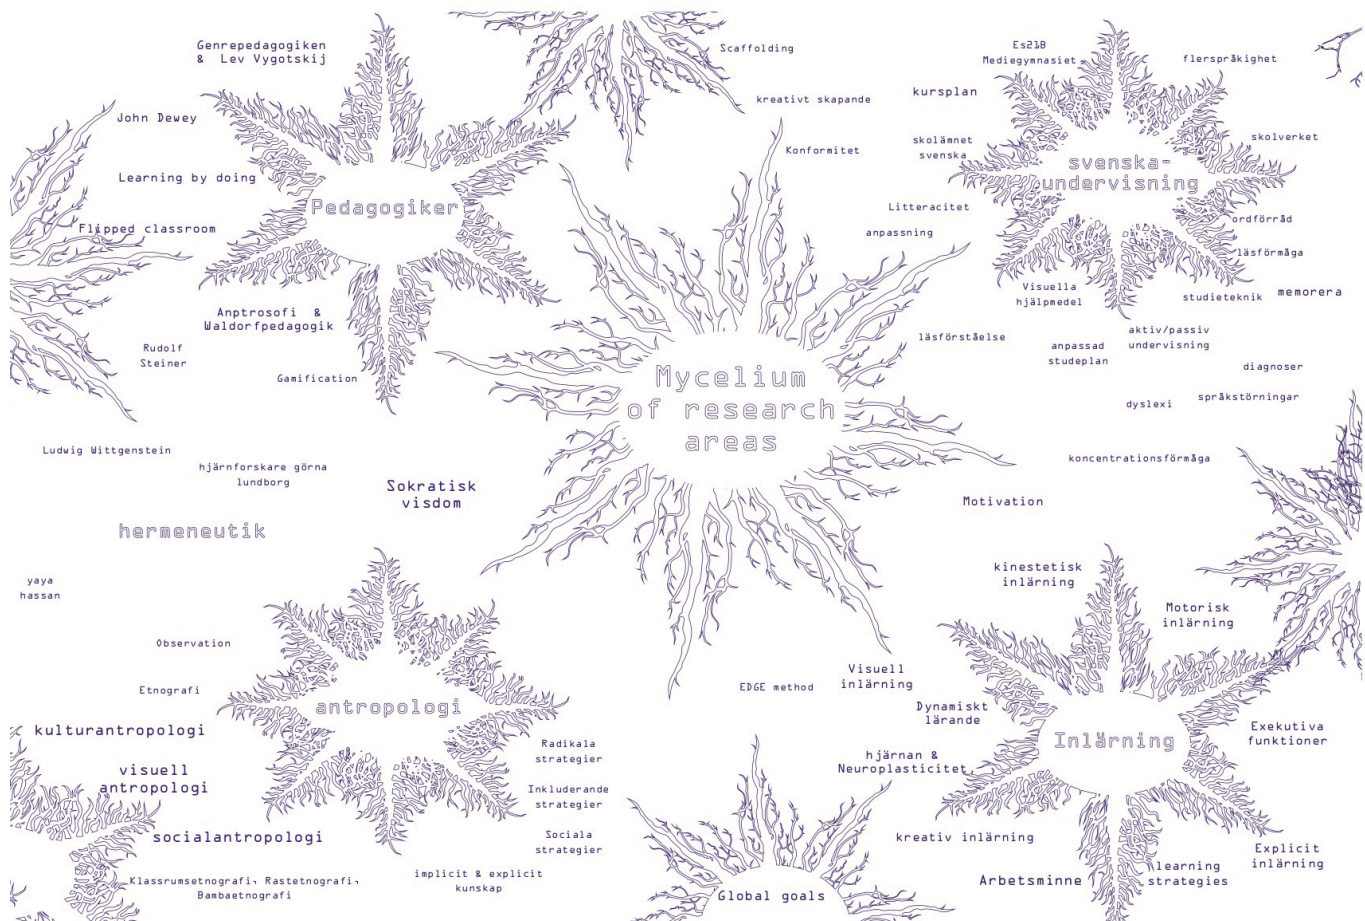 Genrepedagogiken
& Lev Vygotskij
John Dewey
Learning by doing
Flipped classroom
Pedagogiker
Anptrosofi &
Waldorfpedagogik
Rudolf
Steiner
Gamification
Scaffolding
kreativt skapande
Konformitet
kursplan
skolämnet
svenska
Litteracitet
anpassning
Es21B
Mediegymnasiet
flerspråkighet
skolverket
svenska-
undervisning
ordförråd
läsförmåga
memorera
studieteknik
Visuella
hjälpmedel
läsförståelse
anpassad
studeplan
aktiv/passiv
undervisning
diagnoser
språkstörningar
dyslexi
koncentrationsförmåga
Motivation
Mycelium
of research
areas
Ludwig Wittgenstein
hjärnforskare görna
lundborg
Sokratisk
visdom
hermeneutik
yaya
hassan
Observation
Etnografi
kulturantropologi
visuell
antropologi
socialantropologi
Klassrumsetnografi, Rastetnografi,
Bambaetnografi
antropologi
Radikala
strategier
Inkluderande
strategier
Sociala
strategier
implicit & explicit
kunskap
EDGE method
Global goals
kinestetisk
inlärning
Motorisk
inlärning
Visuell
inlärning
Dynamiskt
lärande
hjärnan &
Neuroplasticitet
Inlärning
Exekutiva
funktioner
kreativ inlärning
Arbetsminne
learning
strategies
Explicit
inlärning